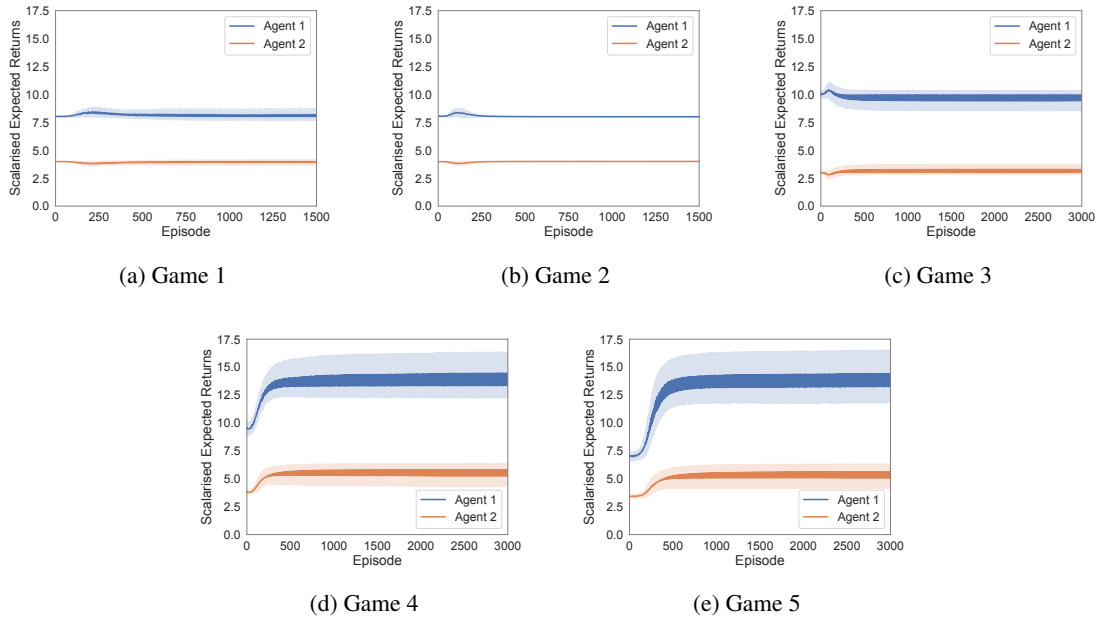 17.5
15.0
12.5
10.0
7.5
5.0
2.5
0.0
Scalarised Expected Returns
Agent 1
Agent 2
0 250 500 750 1000 1250 1500
Episode
(a) Game 1
17.5
15.0
12.5
10.0
7.5
5.0
2.5
0.0
Scalarised Expected Returns
Agent 1
Agent 2
0 250 500 750 1000 1250 1500
Episode
(b) Game 2
17.5
15.0
12.5
10.0
7.5
5.0
2.5
0.0
Scalarised Expected Returns
Agent 1
Agent 2
0 500 1000 1500 2000 2500 3000
Episode
(c) Game 3
17.5
15.0
12.5
10.0
7.5
5.0
2.5
0.0
Scalarised Expected Returns
Agent 1
Agent 2
0 500 1000 1500 2000 2500 3000
Episode
(d) Game 4
17.5
15.0
12.5
10.0
7.5
5.0
2.5
0.0
Scalarised Expected Returns
Agent 1
Agent 2
0 500 1000 1500 2000 2500 3000
Episode
(e) Game 5